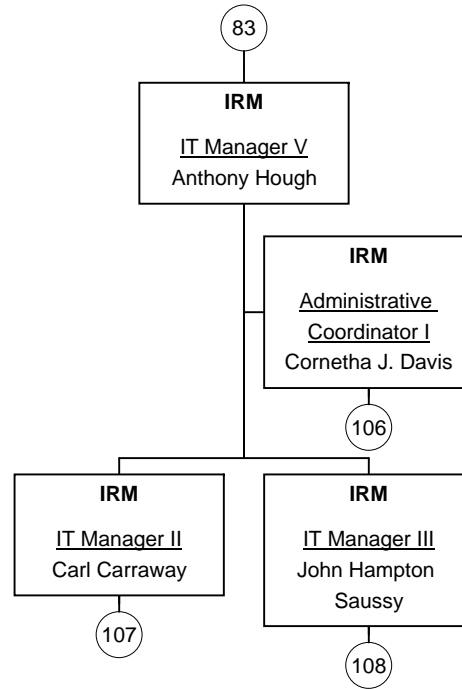 83
IRM
IT Manager V
Anthony Hough
IRM
Administrative
Coordinator I
Cornetha J. Davis
106
IRM
IT Manager II
Carl Carraway
107
IRM
IT Manager III
John Hampton
Saussy
108